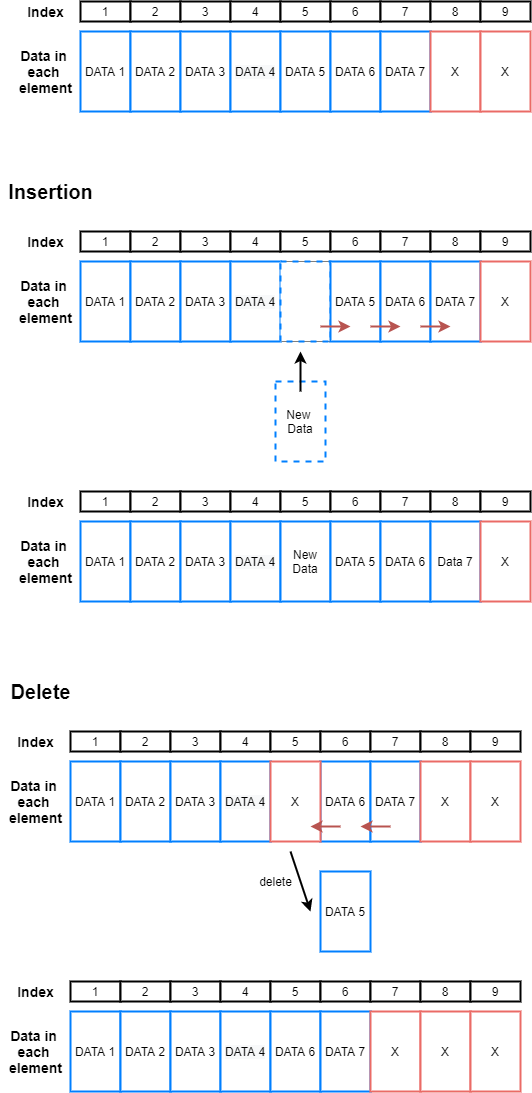 Index 1 2 3 4 5 6 7 8 9
Data in
each
element
DATA 1 DATA 2 DATA 3 DATA 4 DATA 5 DATA 6 DATA 7 X X
Insertion
Index 1 2 3 4 5 6 7 8 9
Data in
each
element
DATA 1 DATA 2 DATA 3 DATA 4 DATA 5 DATA 6 DATA 7 X
New
Data
Index 1 2 3 4 5 6 7 8 9
Data in
each
element
DATA 1 DATA 2 DATA 3 DATA 4 New Data DATA 5 DATA 6 Data 7 X
Delete
Index 1 2 3 4 5 6 7 8 9
Data in
each
element
DATA 1 DATA 2 DATA 3 DATA 4 X DATA 6 DATA 7 X X
delete
DATA 5
Index 1 2 3 4 5 6 7 8 9
Data in
each
element
DATA 1 DATA 2 DATA 3 DATA 4 DATA 6 DATA 7 X X X